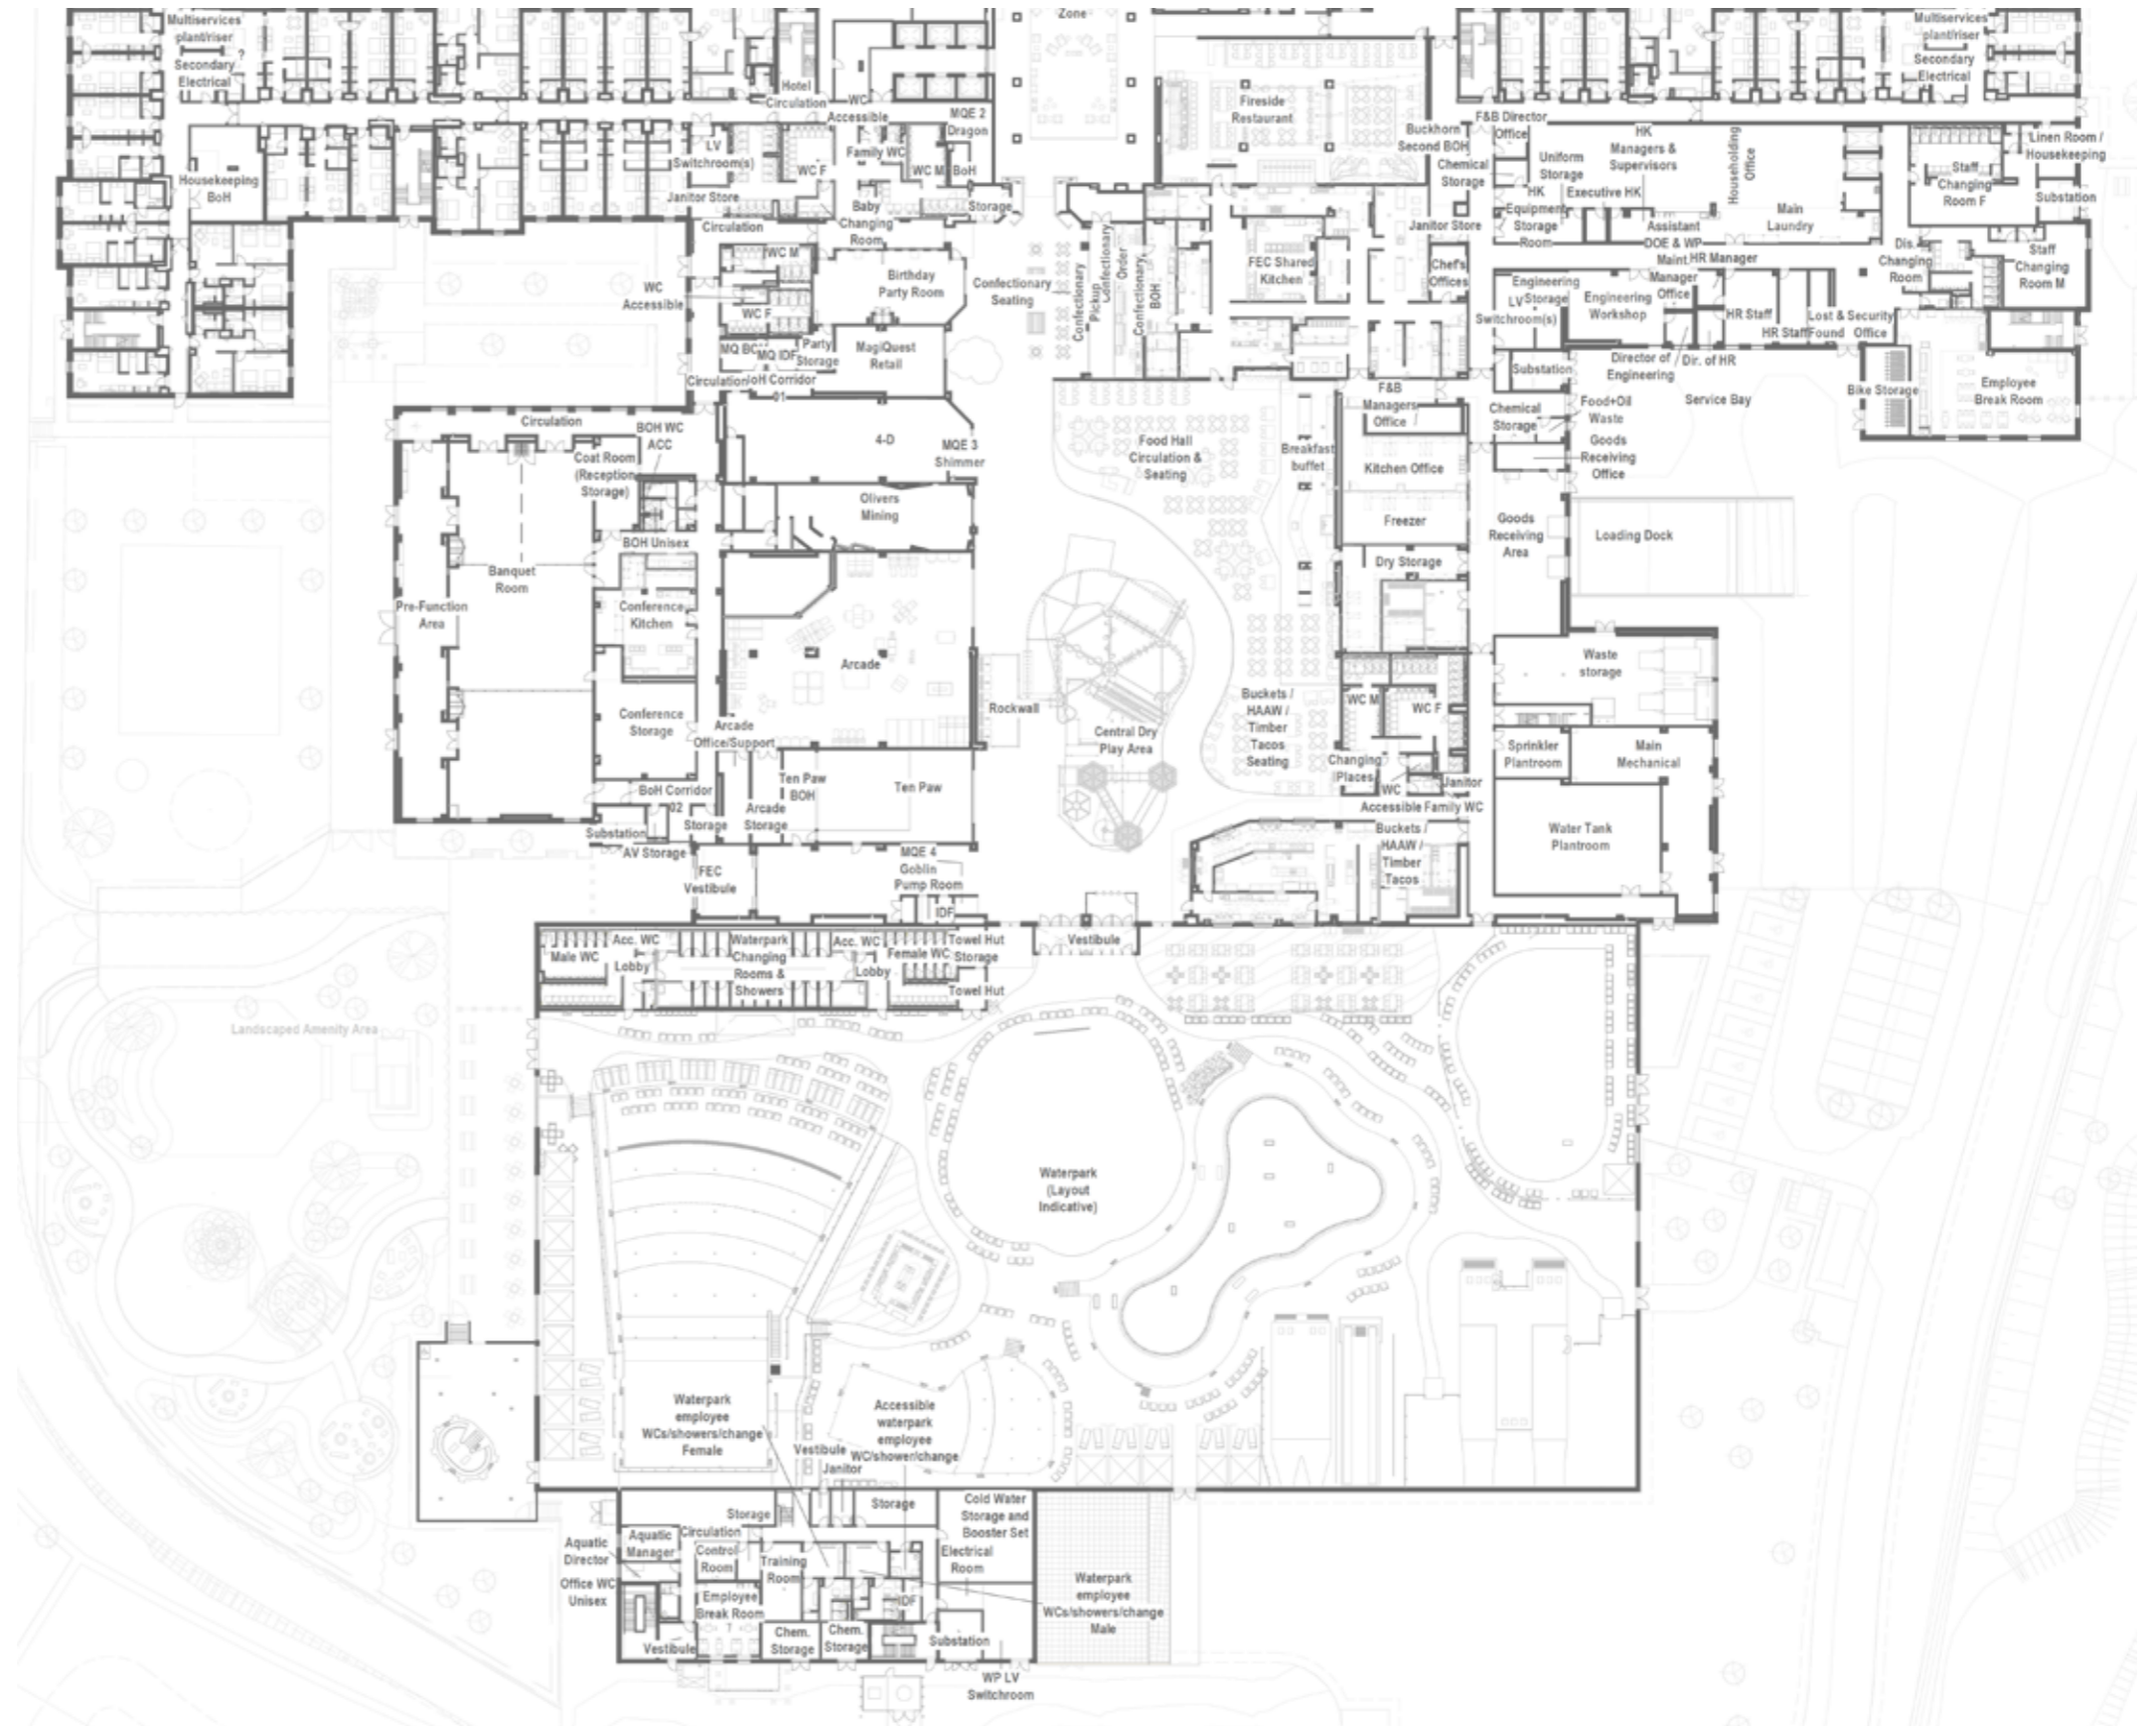 Multiservices
plant/riser
?
Secondary
Electrical
Hotel
Circulation
WC
Accessible
MQE 2
Dragon
Zone
Fireside
Restaurant
Multiservices
plant/riser
Secondary
Electrical
Housekeeping
BoH
LV
Switchroom(s)
Janitor Store
Circulation
WC F
Family WC
WC M
BoH
Baby
Changing
Room
Storage
Buckhorn
Second BOH
Chemical
Storage
Janitor Store
F&B Director
Office
Uniform
Storage
HK
Equipment
Storage
Room
HK
Managers &
Supervisors
Executive HK
Householding
Office
Main
Laundry
Assistant
DOE & WP
Maint.
Manager
Office
HR Manager
Staff
Changing
Room F
Linen Room /
Housekeeping
Substation
Dis.
Changing
Room
Staff
Changing
Room M
WC
Accessible
WC M
WC F
Birthday
Party Room
Confectionary
Seating
Confectionary
Pickup
Confectionary
Order
Confectionary
BOH
FEC Shared
Kitchen
Chef's
Offices
Engineering
Storage
LV
Switchroom(s)
Engineering
Workshop
HR Staff
HR Staff
Lost &
Found
Security
Office
MQ IDF
Party
Storage
MagiQuest
Retail
Circulation
BoH Corridor
01
Substation
Director of
Engineering
Dir. of HR
Service Bay
Bike Storage
Employee
Break Room
Circulation
BOH WC
ACC
Coat Room
(Reception
Storage)
4-D
MQE 3
Shimmer
Food Hall
Circulation &
Seating
Breakfast
buffet
F&B
Managers
Office
Kitchen Office
Chemical
Storage
Food+Oil
Waste
Goods
Receiving
Office
Olivers
Mining
BOH Unisex
Banquet
Room
Pre-Function
Area
Conference
Kitchen
Freezer
Dry Storage
Goods
Receiving
Area
Loading Dock
Arcade
Conference
Storage
Arcade
Office/Support
Rockwall
Central Dry
Play Area
Buckets /
HAAW /
Timber
Tacos
Seating
WC M
WC F
Changing
Places
WC
Accessible
Janitor
Family WC
Waste
storage
Sprinkler
Plantroom
Main
Mechanical
Water Tank
Plantroom
BoH Corridor
02
Storage
Arcade
Storage
Ten Paw
BOH
Ten Paw
Substation
AV Storage
FEC
Vestibule
MQE 4
Goblin
Pump Room
IDF
Buckets /
HAAW /
Timber
Tacos
Male WC
Acc. WC
Lobby
Waterpark
Changing
Rooms &
Showers
Acc. WC
Lobby
Female WC
Towel Hut
Storage
Towel Hut
Vestibule
Landscaped Amenity Area
Waterpark
(Layout
Indicative)
Waterpark
employee
WCs/showers/change
Female
Vestibule
Janitor
Accessible
waterpark
employee
WC/shower/change
Storage
Storage
Cold Water
Storage and
Booster Set
Aquatic
Director
Aquatic
Manager
Circulation
Control
Room
Training
Room
Electrical
Room
Office WC
Unisex
Employee
Break Room
IDF
Waterpark
employee
WCs/showers/change
Male
Vestibule
Chem.
Storage
Chem.
Storage
Substation
WP LV
Switchroom